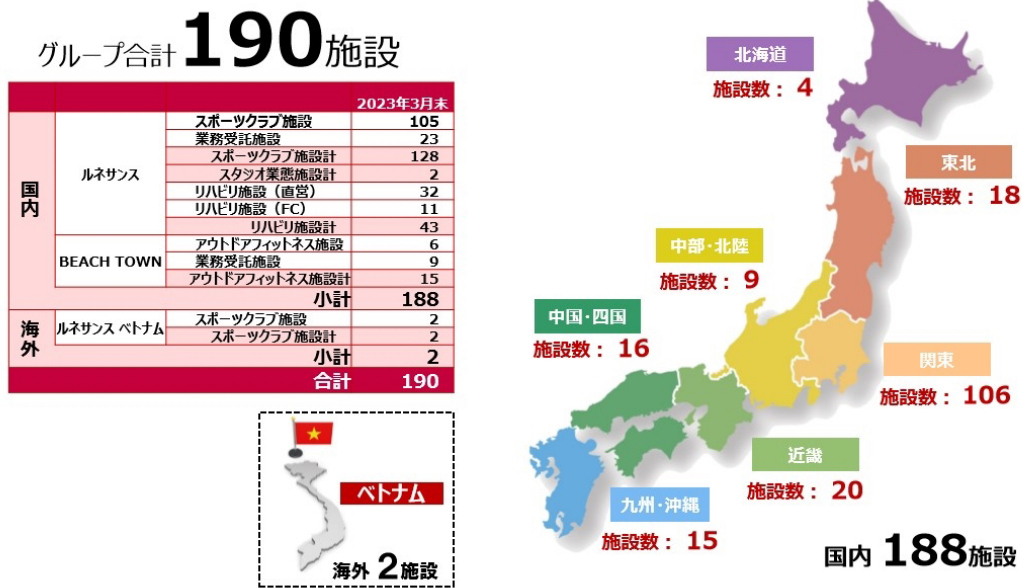 グループ合計 190施設
2023年3月末
国内
ルネサンス
スポーツクラブ施設 105
業務受託施設 23
スポーツクラブ施設計 128
スタジオ業態施設計 2
リハビリ施設（直営） 32
リハビリ施設（FC） 11
リハビリ施設計 43
BEACH TOWN
アウトドアフィットネス施設 6
業務受託施設 9
アウトドアフィットネス施設計 15
小計 188
海外
ルネサンス ベトナム
スポーツクラブ施設 2
スポーツクラブ施設計 2
小計 2
合計 190
ベトナム
海外 2施設
北海道
施設数： 4
東北
施設数： 18
中部・北陸
施設数： 9
中国・四国
施設数： 16
関東
施設数： 106
近畿
施設数： 20
九州・沖縄
施設数： 15
国内 188施設